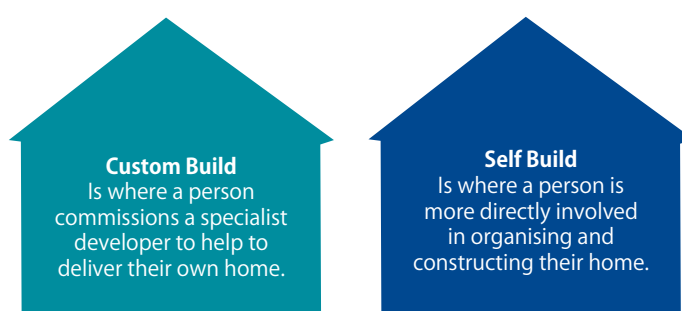 Custom Build
Is where a person
commissions a specialist
developer to help to
deliver their own home.
Self Build
Is where a person is
more directly involved
in organising and
constructing their home.